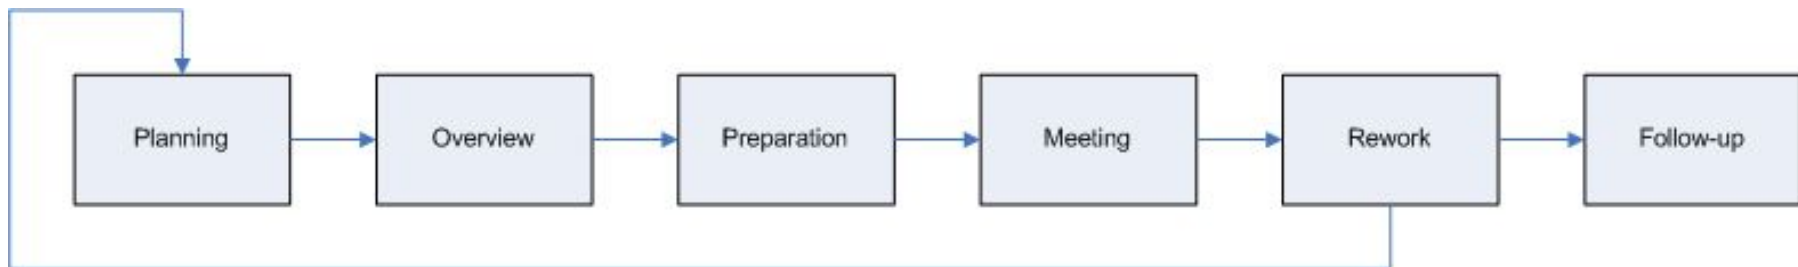 Planning
Overview
Preparation
Meeting
Rework
Follow-up